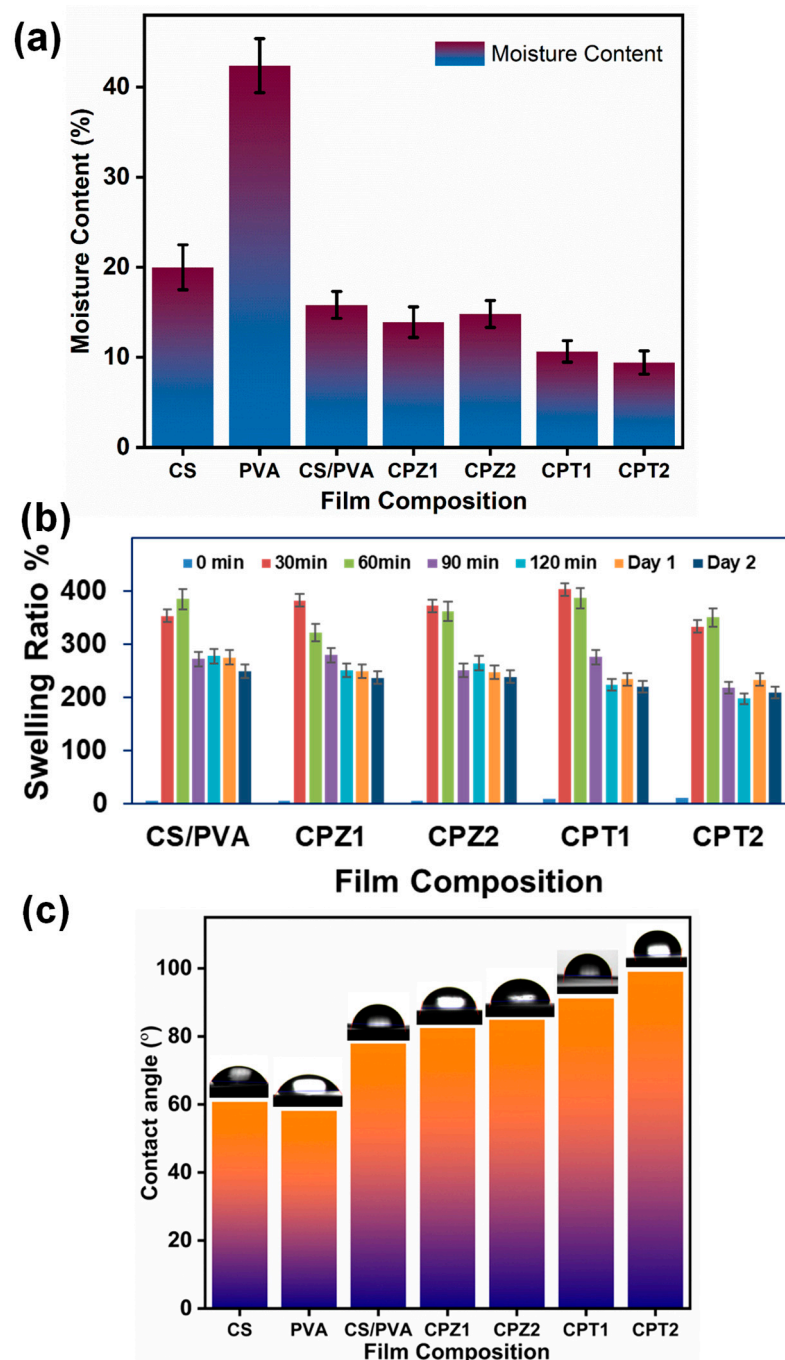 (a)
Moisture Content
Moisture Content (%)
40
30
20
10
0
CS PVA CS/PVA CPZ1 CPZ2 CPT1 CPT2
Film Composition
(b)
0 min 30min 60min 90 min 120 min Day 1 Day 2
Swelling Ratio %
400
300
200
100
0
CS/PVA CPZ1 CPZ2 CPT1 CPT2
Film Composition
(c)
Contact angle (°)
100
80
60
40
20
0
CS PVA CS/PVA CPZ1 CPZ2 CPT1 CPT2
Film Composition